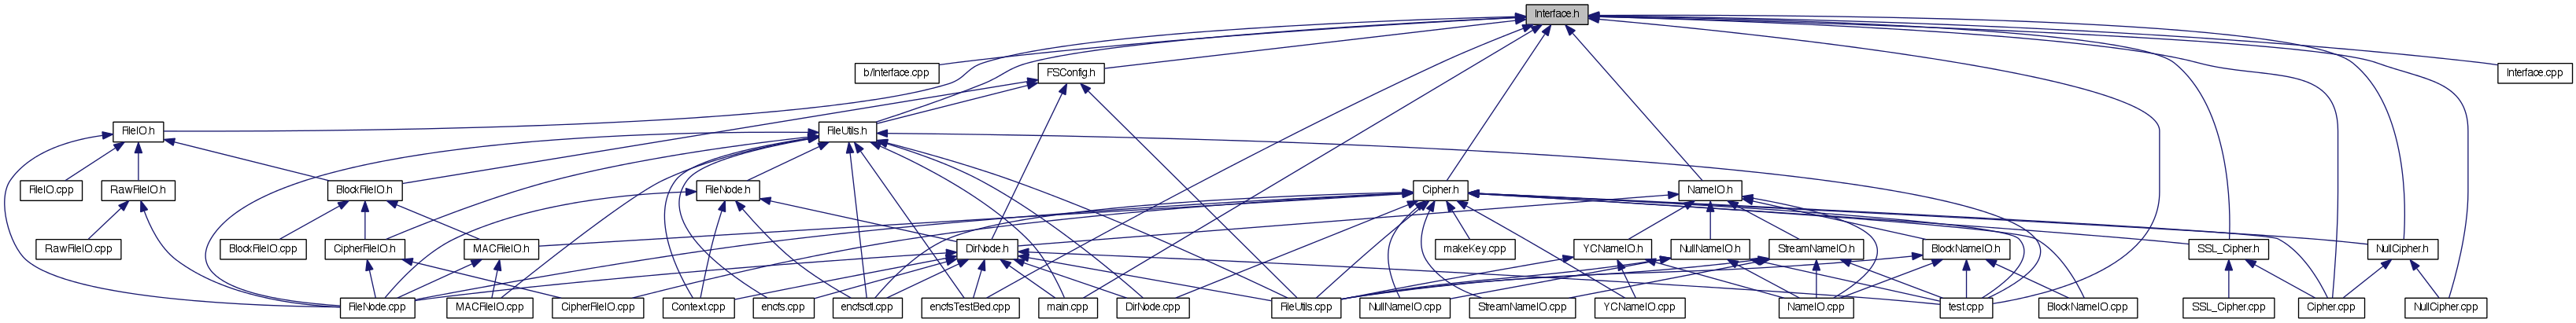 Interface.h
b/Interface.cpp
FSConfig.h
Interface.cpp
FileIO.h
FileUtils.h
FileIO.cpp
RawFileIO.h
BlockFileIO.h
FileNode.h
Cipher.h
NameIO.h
RawFileIO.cpp
BlockFileIO.cpp
CipherFileIO.h
MACFileIO.h
DirNode.h
makeKey.cpp
YCNameIO.h
NullNameIO.h
StreamNameIO.h
BlockNameIO.h
SSL_Cipher.h
NullCipher.h
FileNode.cpp
MACFileIO.cpp
CipherFileIO.cpp
Context.cpp
encfs.cpp
encfsctl.cpp
encfsTestBed.cpp
main.cpp
DirNode.cpp
FileUtils.cpp
NullNameIO.cpp
StreamNameIO.cpp
YCNameIO.cpp
NameIO.cpp
test.cpp
BlockNameIO.cpp
SSL_Cipher.cpp
Cipher.cpp
NullCipher.cpp